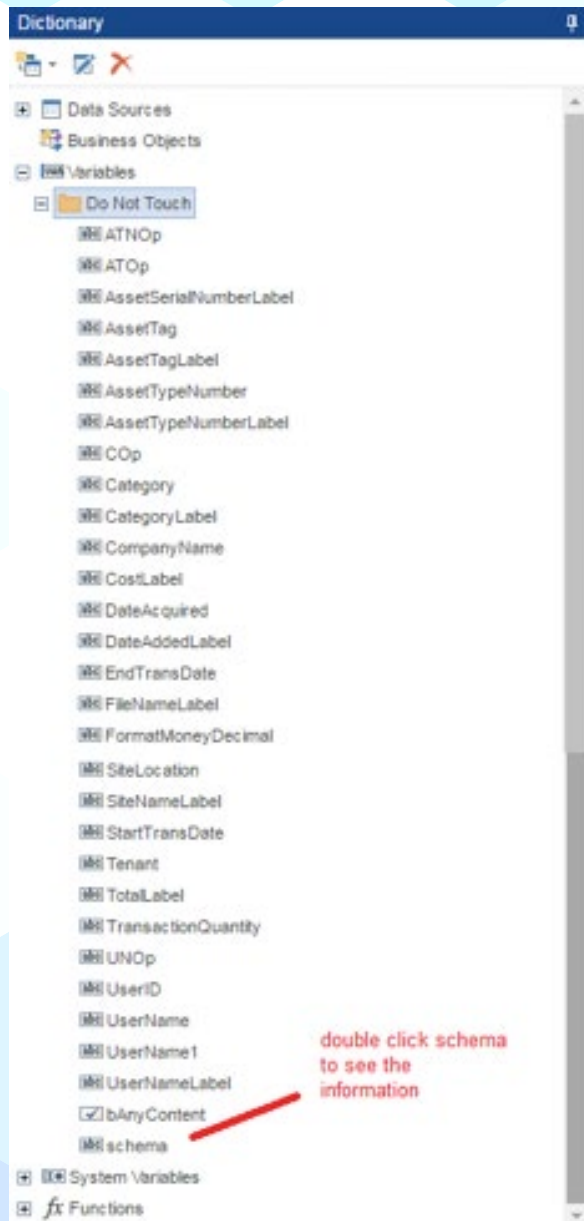 Dictionary
Data Sources
Business Objects
Variables
Do Not Touch
ATNOp
ATOp
AssetSerialNumberLabel
AssetTag
AssetTagLabel
AssetTypeNumber
AssetTypeNumberLabel
COp
Category
CategoryLabel
CompanyName
CostLabel
DateAcquired
DateAddedLabel
EndTransDate
FileNameLabel
FormatMoneyDecimal
SiteLocation
SiteNameLabel
StartTransDate
Tenant
TotalLabel
TransactionQuantity
UNOp
UserID
UserName
UserName1
UserNameLabel
bAnyContent
schema
double click schema
to see the
information
System Variables
fx Functions